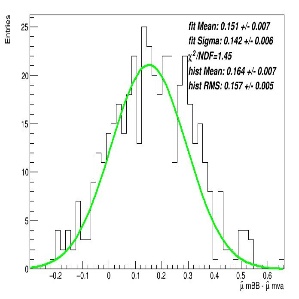 fit Mean: 0.151 +/- 0.007
fit Sigma: 0.142 +/- 0.006
χ²/NDF=1.45
hist Mean: 0.164 +/- 0.007
hist RMS: 0.157 +/- 0.005
Entries
25
20
15
10
5
0
-0.2 -0.1 0 0.1 0.2 0.3 0.4 0.5 0.6
μ mBB - μ mva